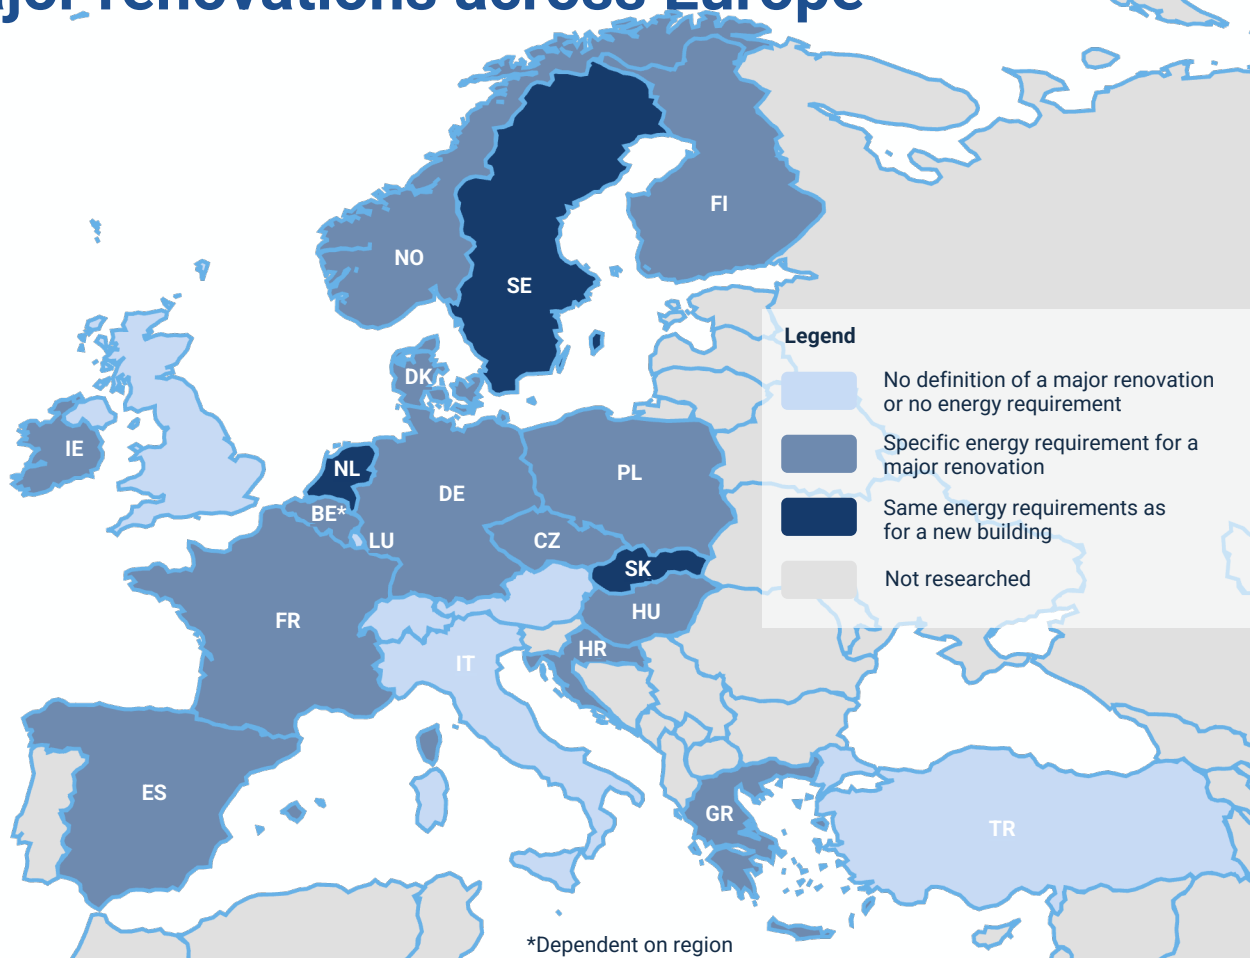 major renovations across Europe
FI
NO
SE
Legend
No definition of a major renovation
or no energy requirement
DK
Specific energy requirement for a
major renovation
IE
NL
PL
DE
BE*
Same energy requirements as
for a new building
LU
CZ
SK
Not researched
HU
FR
HR
IT
ES
GR
TR
*Dependent on region